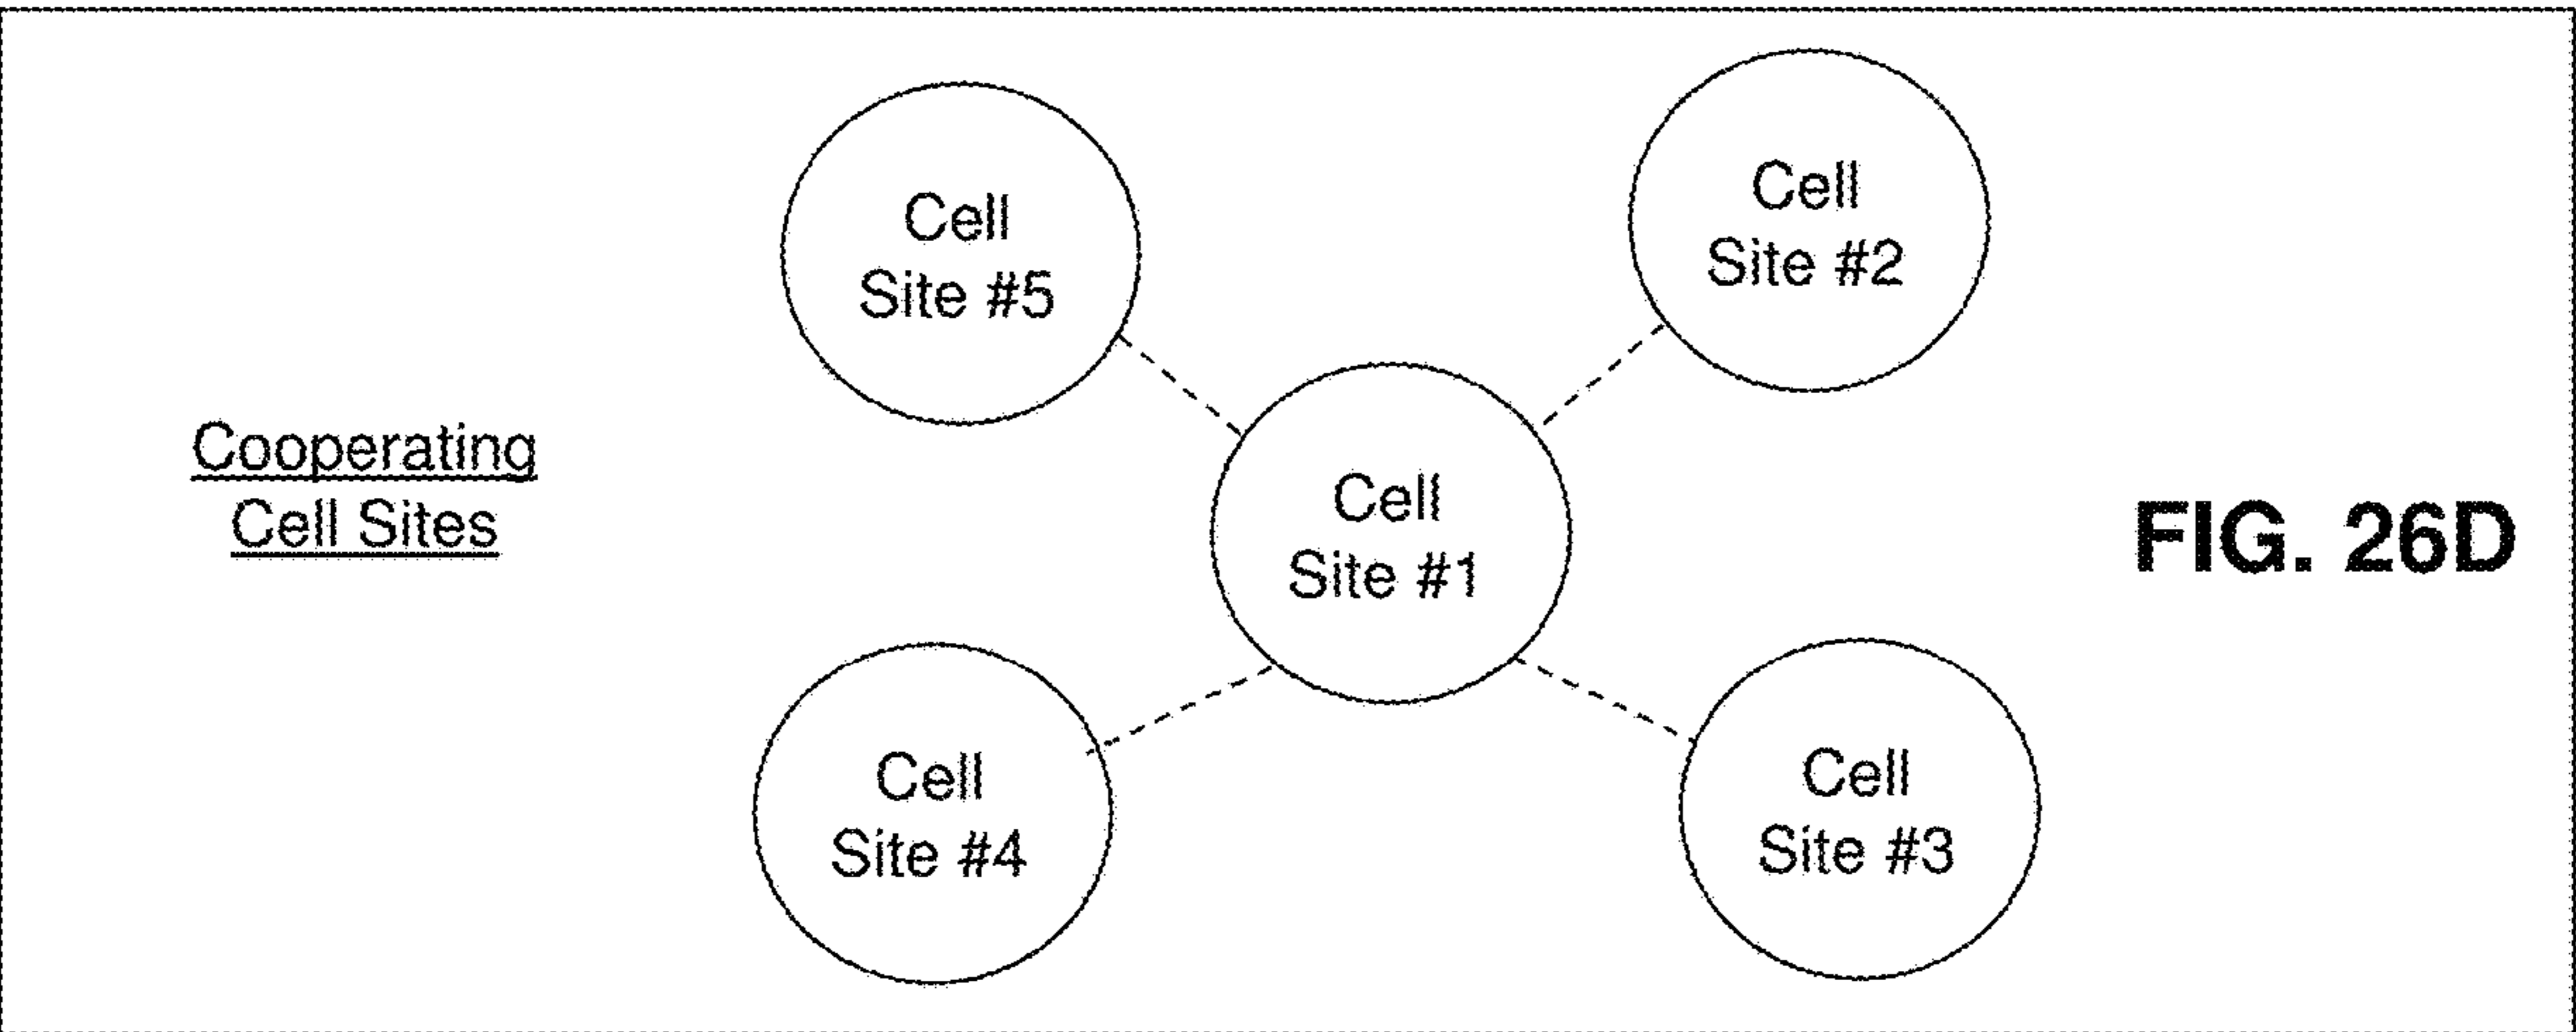 Cooperating
Cell Sites
Cell
Site #5
Cell
Site #2
Cell
Site #1
Cell
Site #4
Cell
Site #3
FIG. 26D